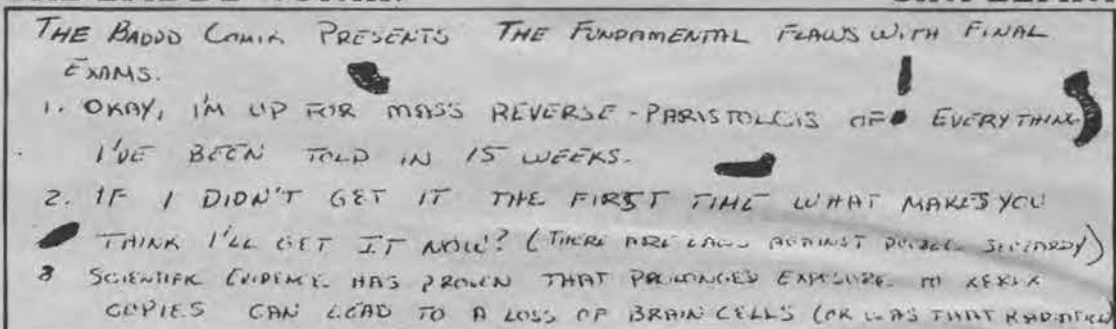 THE BADDD COMIX PRESENTS THE FUNDAMENTAL FLAWS WITH FINAL
EXAMS.
1. OKAY, I'M UP FOR MASS REVERSE-PARISTOLSIS OF EVERYTHING
I'VE BEEN TOLD IN 15 WEEKS.
2. IF I DIDN'T GET IT THE FIRST TIME WHAT MAKES YOU
THINK I'LL GET IT NOW? (THERE ARE LAWS AGAINST DOUBLE JEOPARDY)
3 SCIENTIFIC EVIDENCE HAS PROVEN THAT PROLONGED EXPOSURE TO XEROX
COPIES CAN LEAD TO A LOSS OF BRAIN CELLS (OR WAS THAT RADIATION